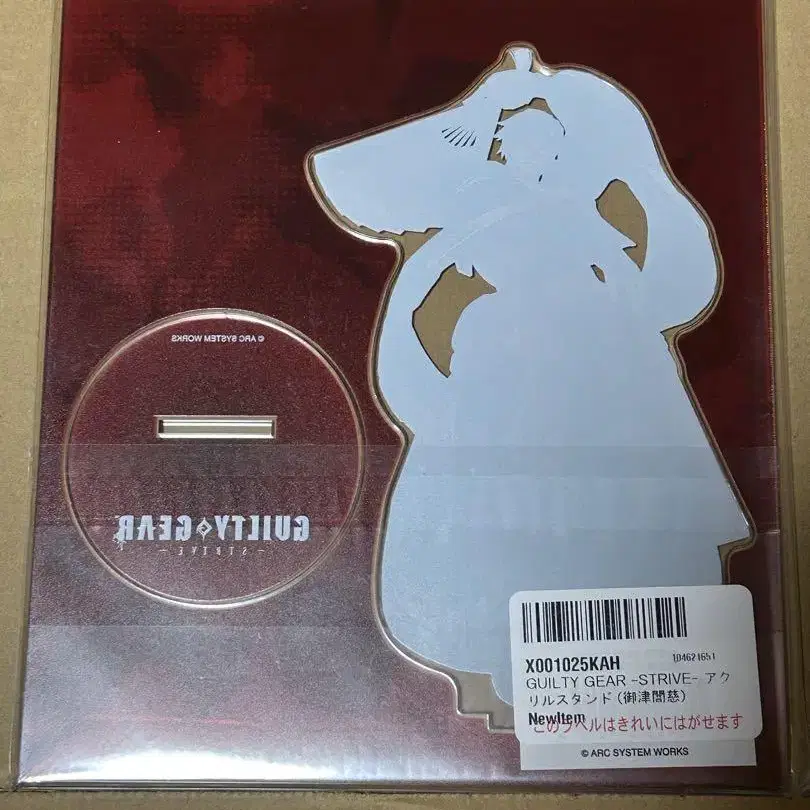 © ARC SYSTEM WORKS
GUILTY GEAR
- STRIVE -
X001025KAH
T04621651
GUILTY GEAR -STRIVE- アク
リルスタンド (御津闇慈)
NewItem
このラベルはきれいにはがせます
© ARC SYSTEM WORKS